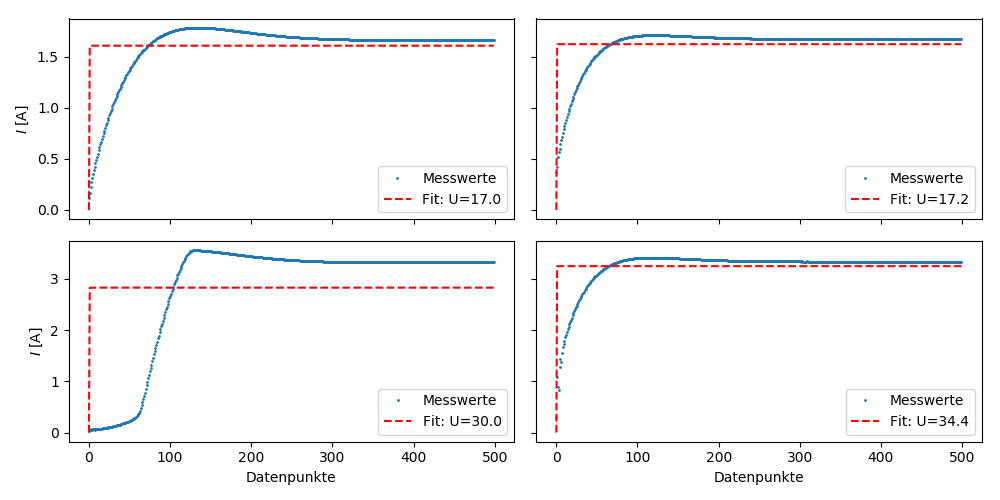 I [A]
1.5
1.0
0.5
0.0
Messwerte
Fit: U=17.0
Messwerte
Fit: U=17.2
I [A]
3
2
1
0
Messwerte
Fit: U=30.0
Messwerte
Fit: U=34.4
0 100 200 300 400 500
0 100 200 300 400 500
Datenpunkte
Datenpunkte